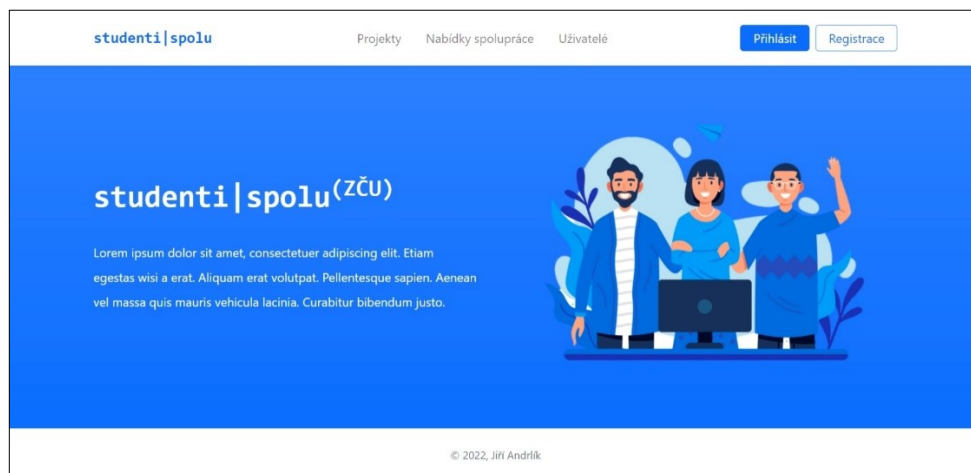 studenti|spolu Projekty Nabídky spolupráce Uživatelé Přihlásit Registrace
studenti|spolu(ZČU)
Lorem ipsum dolor sit amet, consectetuer adipiscing elit. Etiam
egestas wisi a erat. Aliquam erat volutpat. Pellentesque sapien. Aenean
vel massa quis mauris vehicula lacinia. Curabitur bibendum justo.
© 2022, Jiří Andrlík